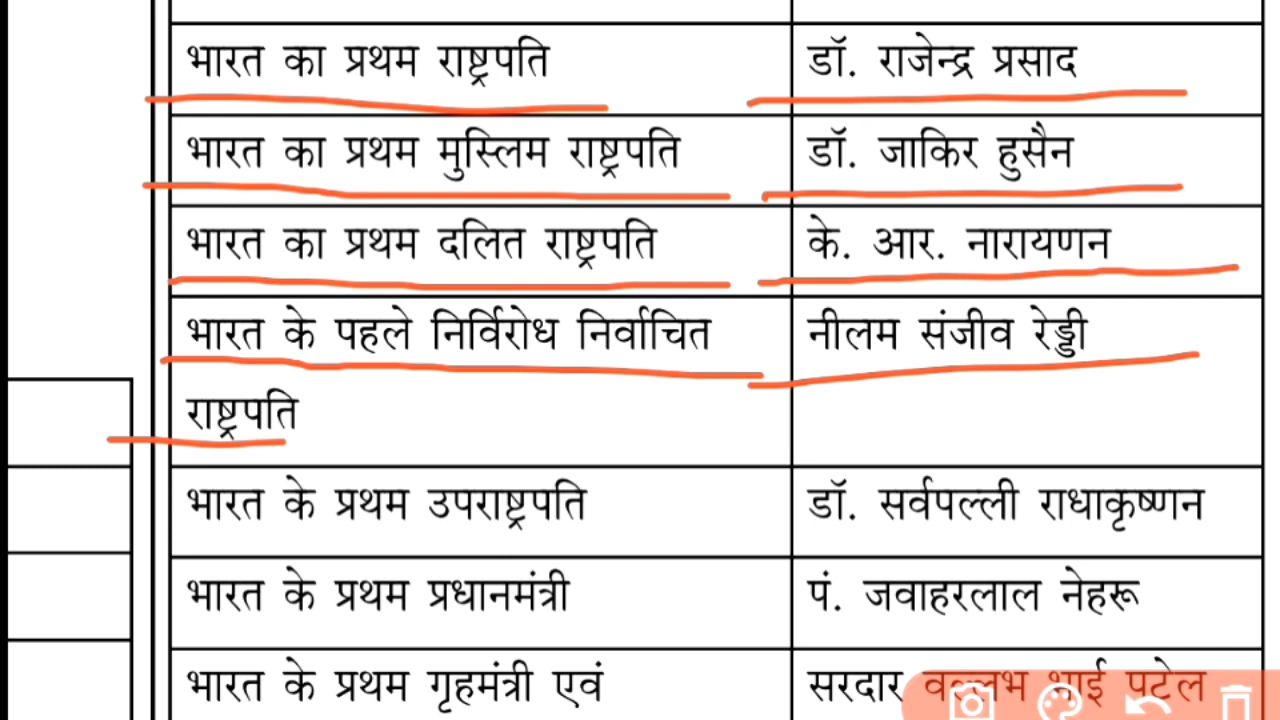 भारत का प्रथम राष्ट्रपति डॉ. राजेन्द्र प्रसाद
भारत का प्रथम मुस्लिम राष्ट्रपति डॉ. जाकिर हुसैन
भारत का प्रथम दलित राष्ट्रपति के. आर. नारायणन
भारत के पहले निर्विरोध निर्वाचित नीलम संजीव रेड्डी
राष्ट्रपति
भारत के प्रथम उपराष्ट्रपति डॉ. सर्वपल्ली राधाकृष्णन
भारत के प्रथम प्रधानमंत्री पं. जवाहरलाल नेहरू
भारत के प्रथम गृहमंत्री एवं सरदार वल्लभ भाई पटेल